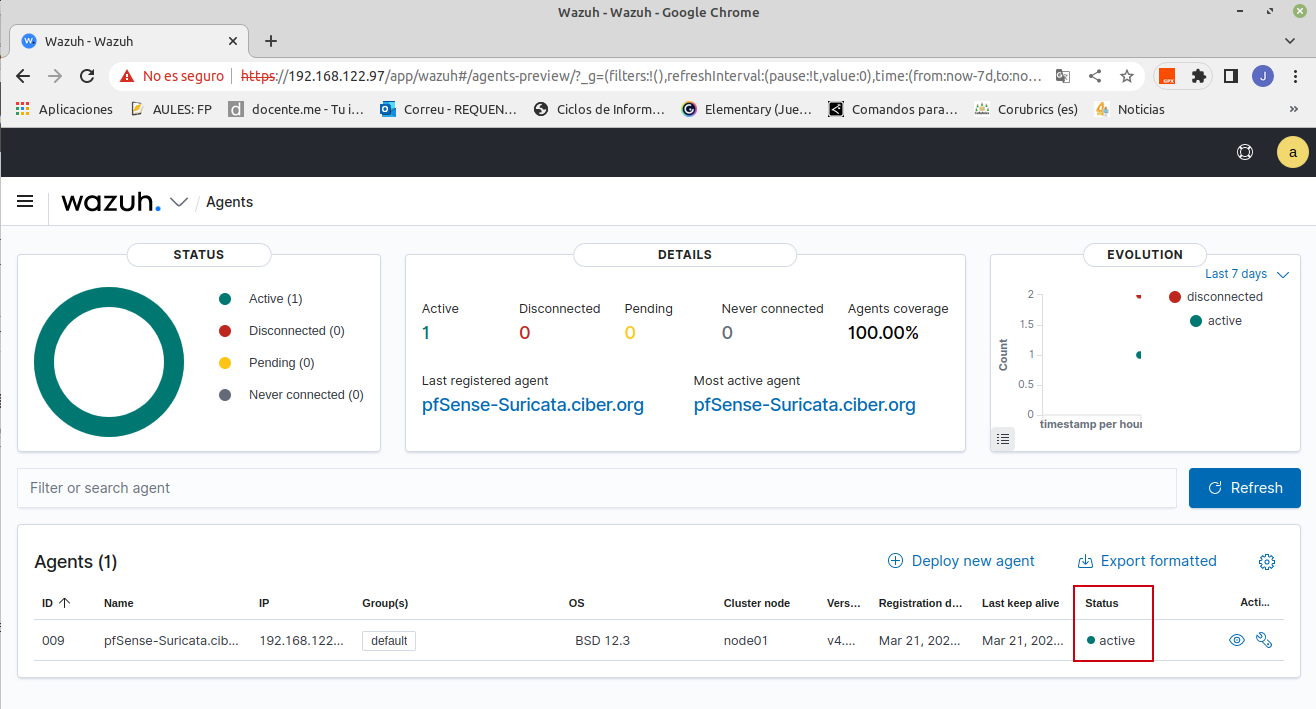 Wazuh - Wazuh - Google Chrome
Wazuh - Wazuh
No es seguro | https://192.168.122.97/app/wazuh#/agents-preview/?_g=(filters:!(),refreshInterval:(pause:!t,value:0),time:(from:now-7d,to:no...
J
Aplicaciones AULES: FP docente.me - Tu i... Correu - REQUEN... Ciclos de Inform... Elementary (Jue... Comandos para... Corubrics (es) Noticias »
a
wazuh. / Agents
STATUS
Active (1)
Disconnected (0)
Pending (0)
Never connected (0)
DETAILS
Active Disconnected Pending Never connected Agents coverage
1 0 0 0 100.00%
Last registered agent Most active agent
pfSense-Suricata.ciber.org pfSense-Suricata.ciber.org
EVOLUTION
Last 7 days
disconnected
active
2
1.5
1
0.5
0
Count
timestamp per hour
Filter or search agent
Refresh
Agents (1) Deploy new agent Export formatted
ID Name IP Group(s) OS Cluster node Vers... Registration d... Last keep alive Status Acti...
009 pfSense-Suricata.cib... 192.168.122... default BSD 12.3 node01 v4.... Mar 21, 202... Mar 21, 202... active